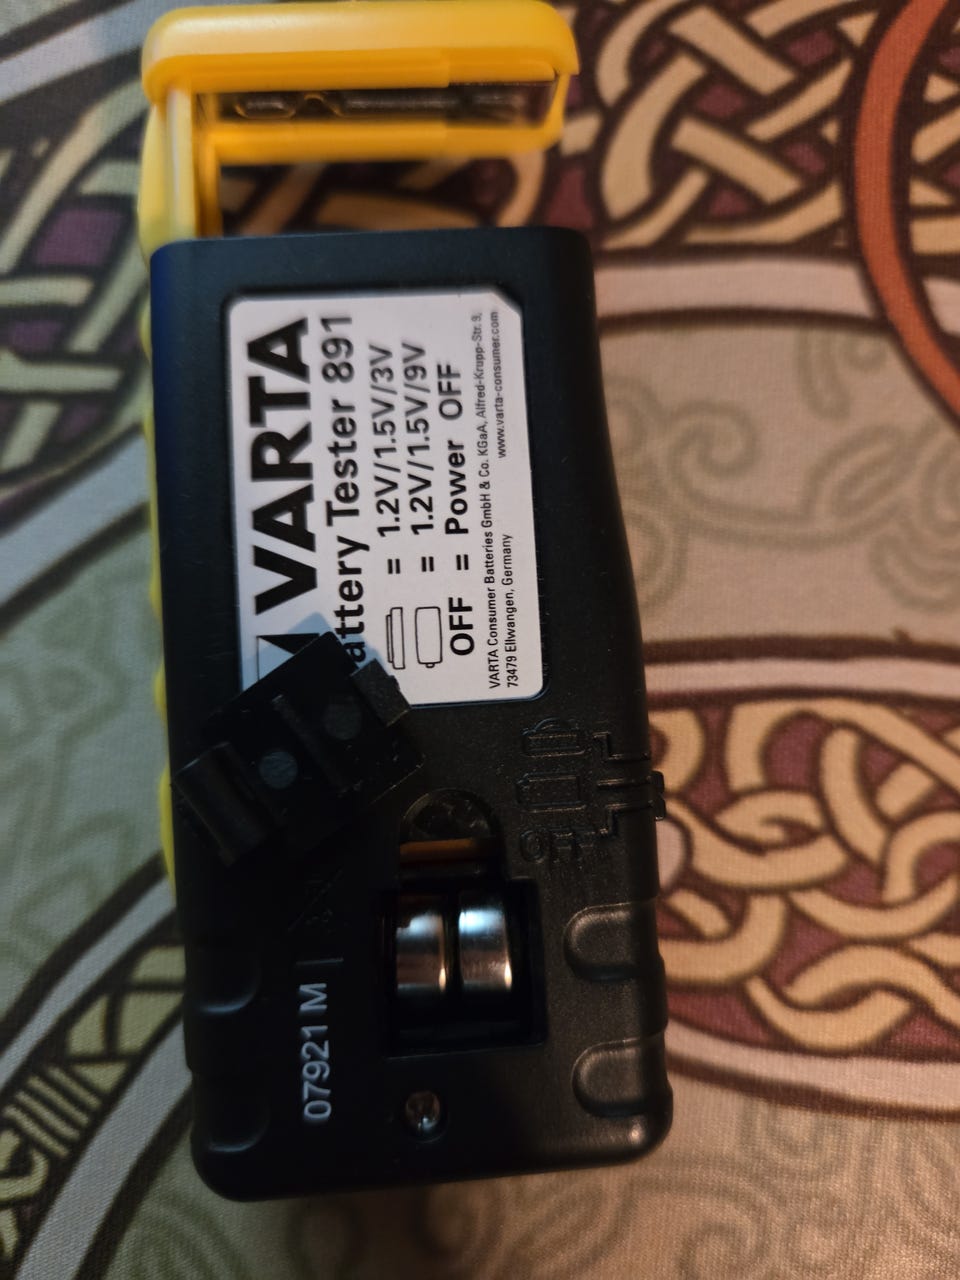 VARTA
attery Tester 891
= 1.2V/1.5V/3V
= 1.2V/1.5V/9V
OFF = Power OFF
VARTA Consumer Batteries GmbH & Co. KGaA, Alfred-Krupp-Str. 9,
73479 Ellwangen, Germany www.varta-consumer.com
OFF
07921 M |